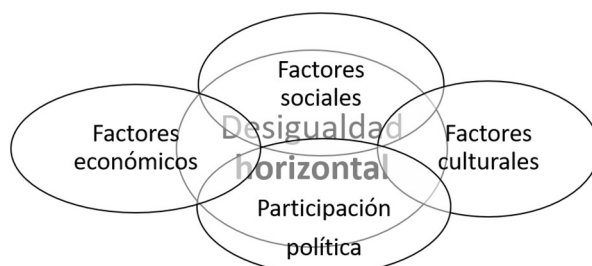 Factores
sociales
Desigualdad
horizontal
Factores
económicos
Factores
culturales
Participación
política